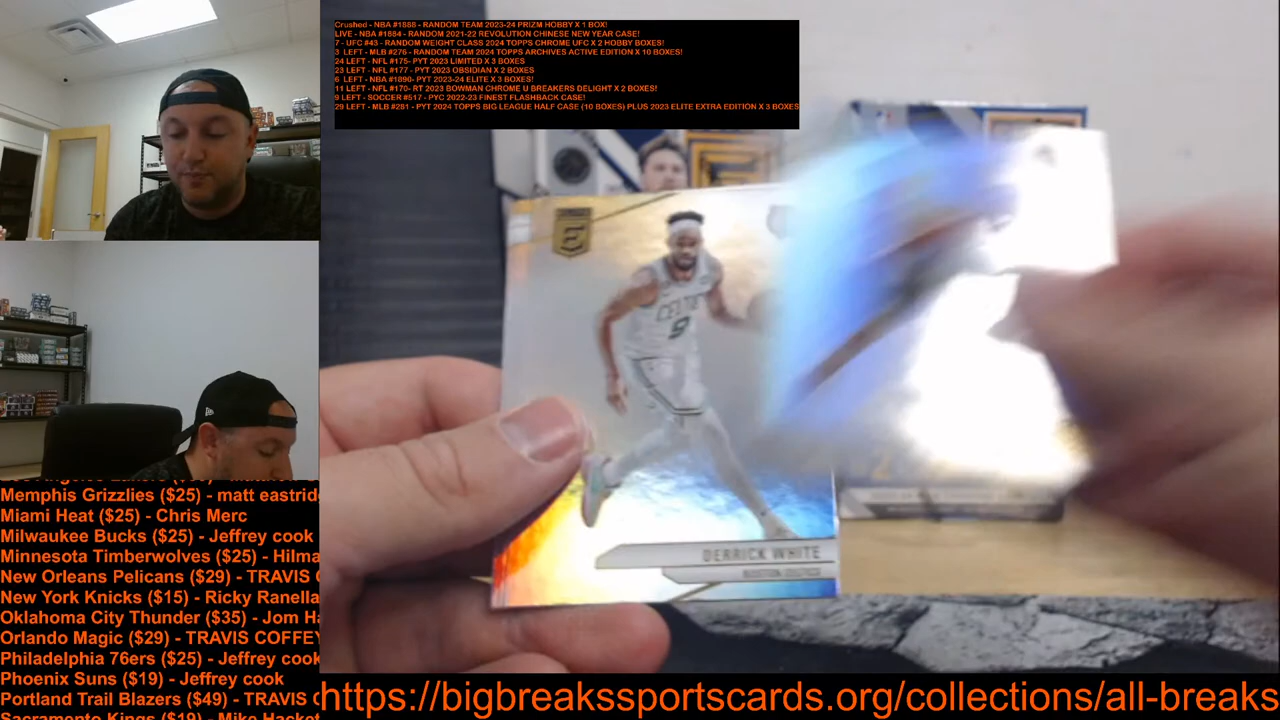 Crushed - NBA #1888 - RANDOM TEAM 2023-24 PRIZM HOBBY X 1 BOX!
LIVE - NBA #1884 - RANDOM 2021-22 REVOLUTION CHINESE NEW YEAR CASE!
7 - UFC #43 - RANDOM WEIGHT CLASS 2024 TOPPS CHROME UFC X 2 HOBBY BOXES!
3 LEFT - MLB #276 - RANDOM TEAM 2024 TOPPS ARCHIVES ACTIVE EDITION X 10 BOXES!
24 LEFT - NFL #175- PYT 2023 LIMITED X 3 BOXES
23 LEFT - NFL #177 - PYT 2023 OBSIDIAN X 2 BOXES
6 LEFT - NBA #1890- PYT 2023-24 ELITE X 3 BOXES!
11 LEFT - NFL #170- RT 2023 BOWMAN CHROME U BREAKERS DELIGHT X 2 BOXES!
9 LEFT - SOCCER #517 - PYC 2022-23 FINEST FLASHBACK CASE!
29 LEFT - MLB #281 - PYT 2024 TOPPS BIG LEAGUE HALF CASE (10 BOXES) PLUS 2023 ELITE EXTRA EDITION X 3 BOXES
CELTIC
9
DERRICK WHITE
BOSTON CELTICS
Memphis Grizzlies ($25) - matt eastrid
Miami Heat ($25) - Chris Merc
Milwaukee Bucks ($25) - Jeffrey cook
Minnesota Timberwolves ($25) - Hilma
New Orleans Pelicans ($29) - TRAVIS C
New York Knicks ($15) - Ricky Ranella
Oklahoma City Thunder ($35) - Jom Ha
Orlando Magic ($29) - TRAVIS COFFEY
Philadelphia 76ers ($25) - Jeffrey cook
Phoenix Suns ($19) - Jeffrey cook
Portland Trail Blazers ($49) - TRAVIS C
Sacramento Kings ($19) - Mike Hacket
https://bigbreakssportscards.org/collections/all-breaks